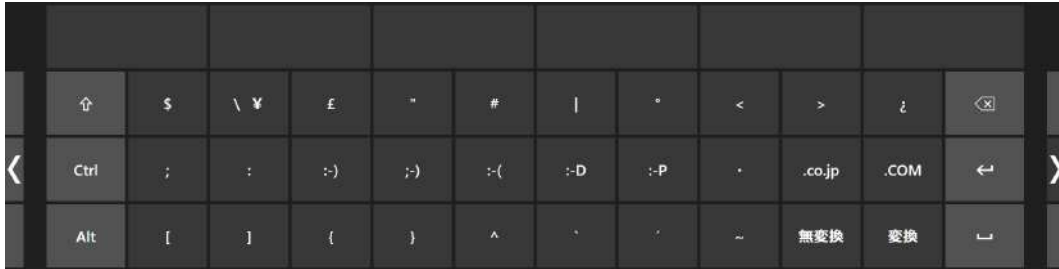 ⇧ $ \ ¥ £ " # | ° < > ¿ ⌫
❮ Ctrl ; : :-) ;-) :-( :-D :-P · .co.jp .COM ↵ ❯
Alt [ ] { } ^ ` ´ ~ 無変換 変換 ⎵